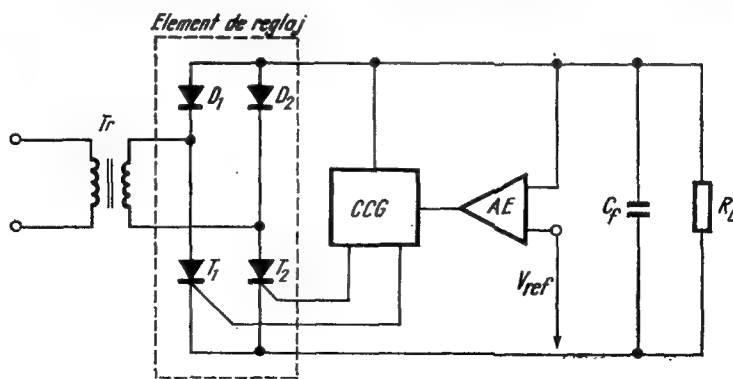 Element de reglaj
D1
D2
Tr
CCG
AE
Cf
RL
T1
T2
Vref